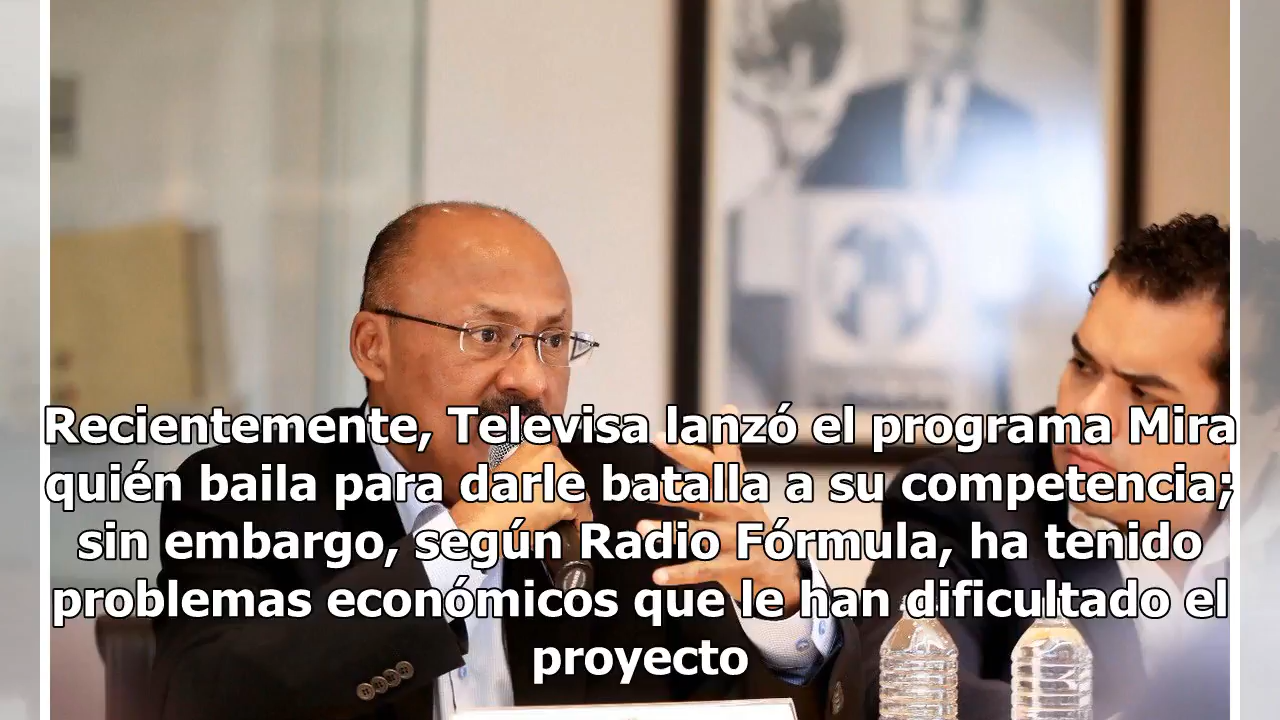 Recientemente, Televisa lanzó el programa Mira
quién baila para darle batalla a su competencia;
sin embargo, según Radio Fórmula, ha tenido
problemas económicos que le han dificultado el
proyecto